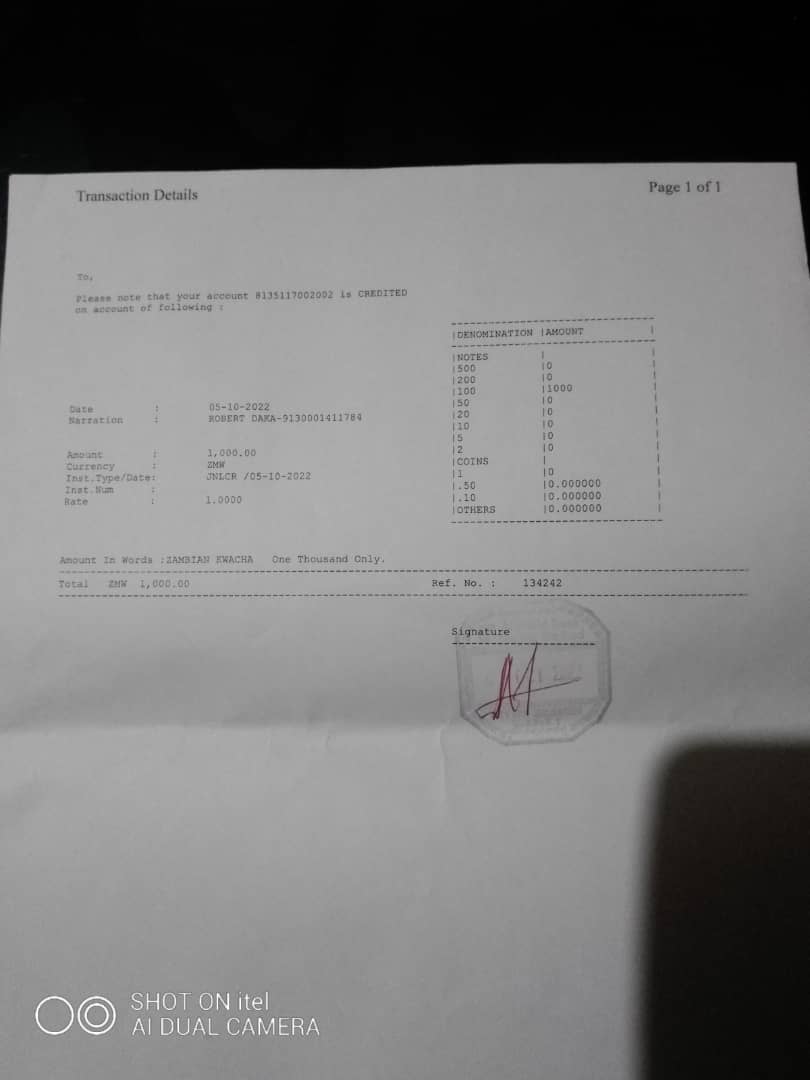 Transaction Details
Page 1 of 1
To,
Please note that your account 8135117002002 is CREDITED
on account of following :
|DENOMINATION |AMOUNT |
|NOTES | |
|500 |0 |
|200 |0 |
|100 |1000 |
|50 |0 |
|20 |0 |
|10 |0 |
|5 |0 |
|2 |0 |
|COINS | |
|1 |0 |
|.50 |0.000000 |
|.10 |0.000000 |
|OTHERS |0.000000 |
Date : 05-10-2022
Narration : ROBERT DAKA-9130001411784
Amount : 1,000.00
Currency : ZMW
Inst.Type/Date: JNLCR /05-10-2022
Inst.Num :
Rate : 1.0000
Amount In Words :ZAMBIAN KWACHA One Thousand Only.
Total ZMW 1,000.00 Ref. No. : 134242
Signature
SHOT ON itel
AI DUAL CAMERA